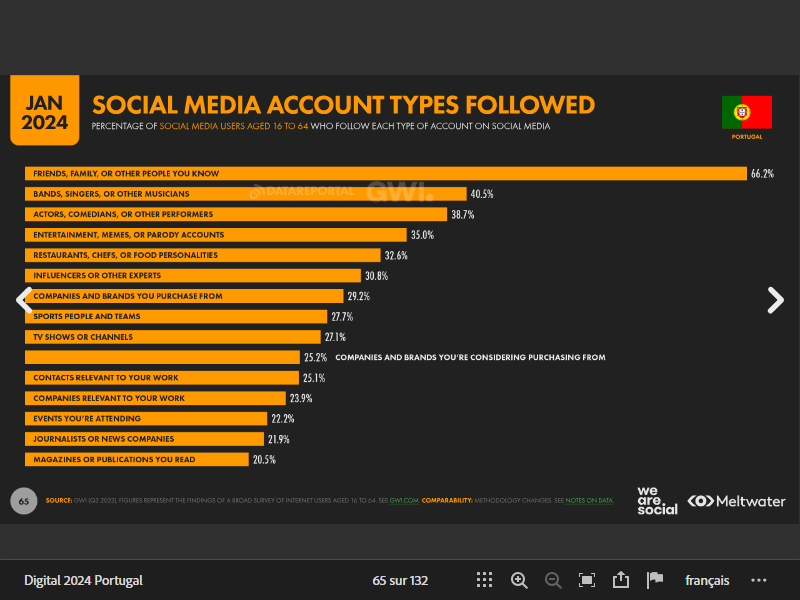 JAN
2024
SOCIAL MEDIA ACCOUNT TYPES FOLLOWED
PERCENTAGE OF SOCIAL MEDIA USERS AGED 16 TO 64 WHO FOLLOW EACH TYPE OF ACCOUNT ON SOCIAL MEDIA
PORTUGAL
FRIENDS, FAMILY, OR OTHER PEOPLE YOU KNOW 66.2%
DATAREPORTAL GWI.
BANDS, SINGERS, OR OTHER MUSICIANS 40.5%
ACTORS, COMEDIANS, OR OTHER PERFORMERS 38.7%
ENTERTAINMENT, MEMES, OR PARODY ACCOUNTS 35.0%
RESTAURANTS, CHEFS, OR FOOD PERSONALITIES 32.6%
INFLUENCERS OR OTHER EXPERTS 30.8%
COMPANIES AND BRANDS YOU PURCHASE FROM 29.2%
SPORTS PEOPLE AND TEAMS 27.7%
TV SHOWS OR CHANNELS 27.1%
25.2% COMPANIES AND BRANDS YOU'RE CONSIDERING PURCHASING FROM
CONTACTS RELEVANT TO YOUR WORK 25.1%
COMPANIES RELEVANT TO YOUR WORK 23.9%
EVENTS YOU'RE ATTENDING 22.2%
JOURNALISTS OR NEWS COMPANIES 21.9%
MAGAZINES OR PUBLICATIONS YOU READ 20.5%
65
SOURCE: GWI (Q3 2023). FIGURES REPRESENT THE FINDINGS OF A BROAD SURVEY OF INTERNET USERS AGED 16 TO 64. SEE GWI.COM. COMPARABILITY: METHODOLOGY CHANGES. SEE NOTES ON DATA.
we
are
social
Meltwater
Digital 2024 Portugal
65 sur 132
français